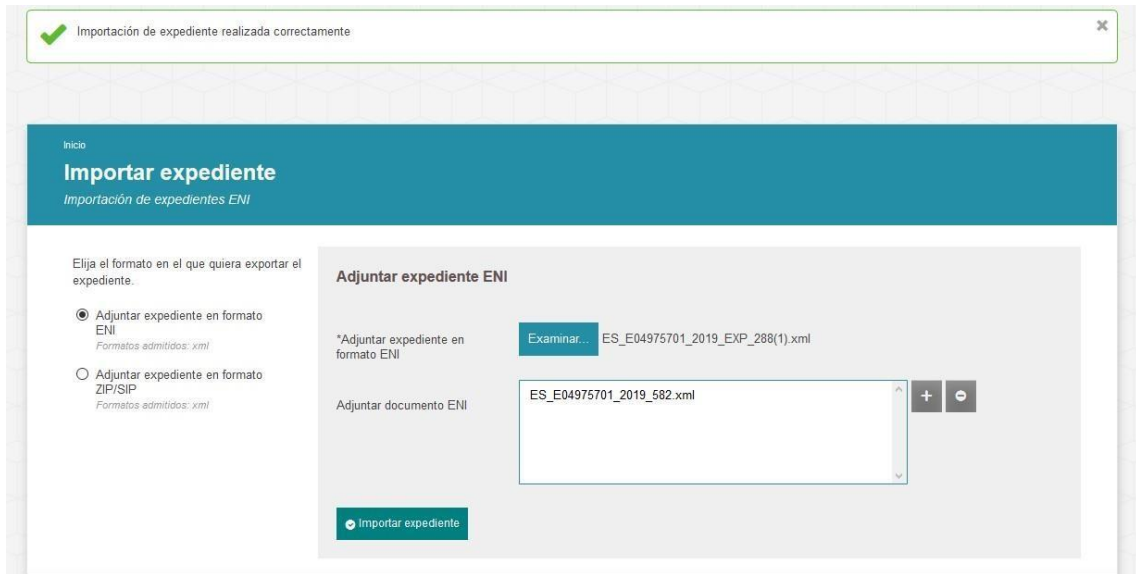 Importación de expediente realizada correctamente
Inicio
Importar expediente
Importación de expedientes ENI
Elija el formato en el que quiera exportar el
expediente.
Adjuntar expediente en formato
ENI
Formatos admitidos: xml
Adjuntar expediente en formato
ZIP/SIP
Formatos admitidos: xml
Adjuntar expediente ENI
*Adjuntar expediente en
formato ENI
Examinar... ES_E04975701_2019_EXP_288(1).xml
Adjuntar documento ENI
ES_E04975701_2019_582.xml
Importar expediente